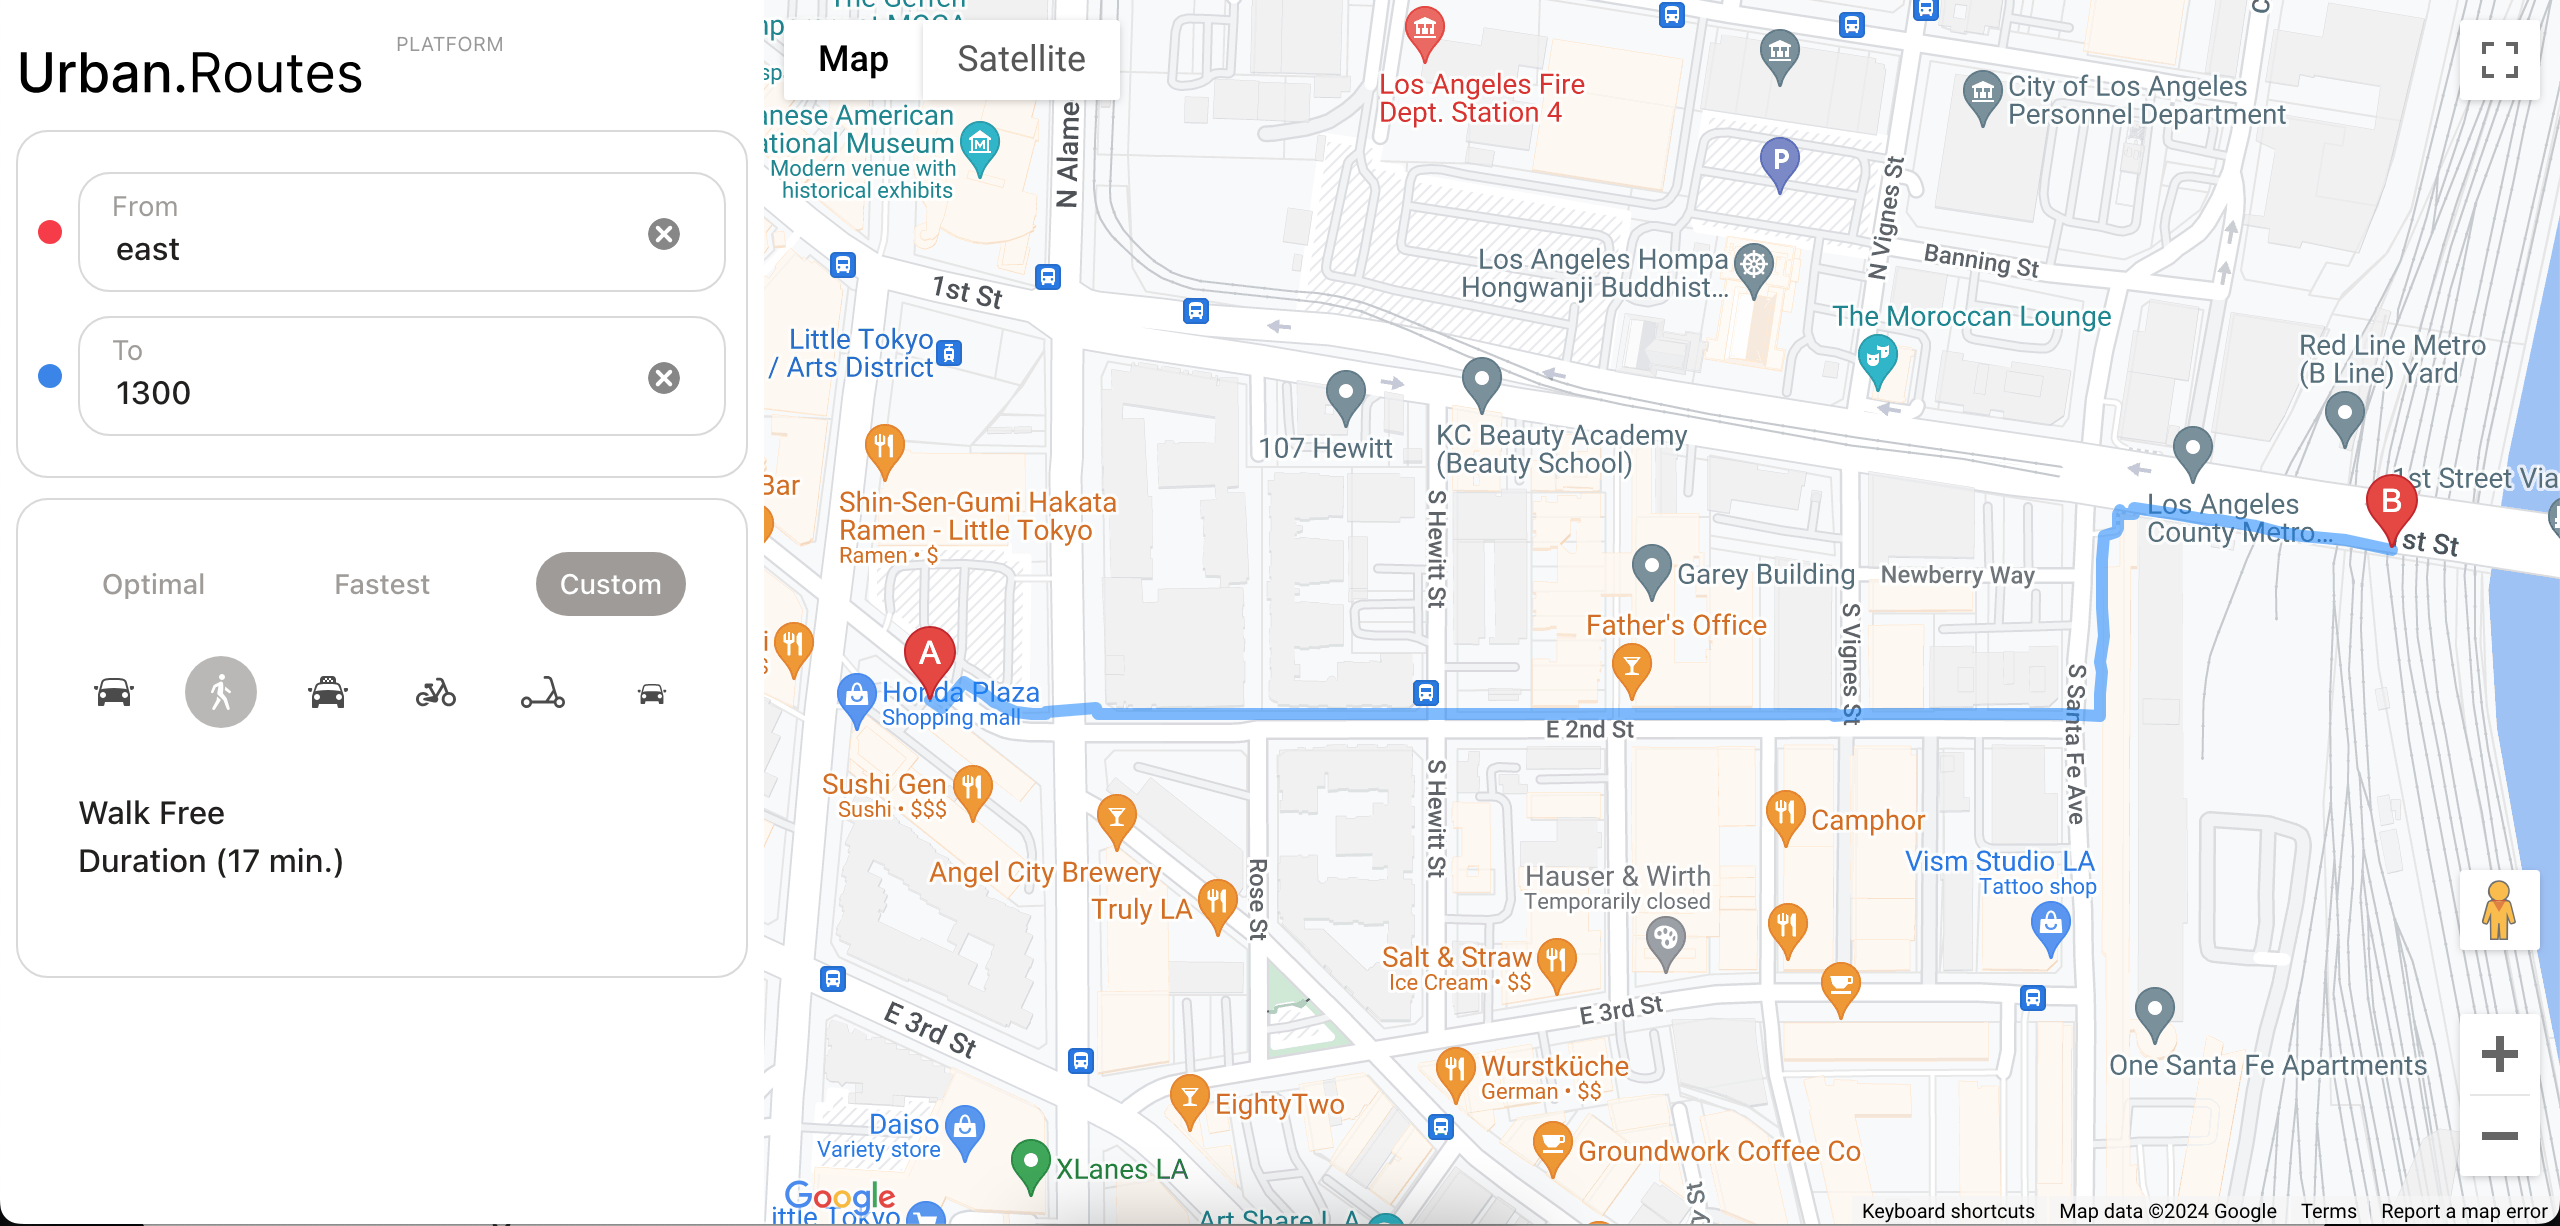 Urban.Routes
PLATFORM
From
east
To
1300
Optimal
Fastest
Custom
Walk Free
Duration (17 min.)
Map
Satellite
Los Angeles Fire
Dept. Station 4
City of Los Angeles
Personnel Department
anese American
ational Museum
Modern venue with
historical exhibits
N Alame
P
N Vignes St
Banning St
Los Angeles Hompa
Hongwanji Buddhist...
1st St
The Moroccan Lounge
Little Tokyo
/ Arts District
Red Line Metro
(B Line) Yard
107 Hewitt
KC Beauty Academy
(Beauty School)
Bar
Shin-Sen-Gumi Hakata
Ramen - Little Tokyo
Ramen • $
S Hewitt St
1st Street Via
Los Angeles
County Metro...
B
st St
Garey Building
Newberry Way
Father's Office
S Vignes St
A
Honda Plaza
Shopping mall
E 2nd St
S Santa Fe Ave
Sushi Gen
Sushi • $$$
S Hewitt St
Camphor
Angel City Brewery
Truly LA
Rose St
Hauser & Wirth
Temporarily closed
Vism Studio LA
Tattoo shop
Salt & Straw
Ice Cream • $$
E 3rd St
E 3rd St
One Santa Fe Apartments
Wurstküche
German • $$
EightyTwo
Daiso
Variety store
Groundwork Coffee Co
XLanes LA
Google
ittle Tokyo
Art Share L A
Keyboard shortcuts
Map data ©2024 Google
Terms
Report a map error